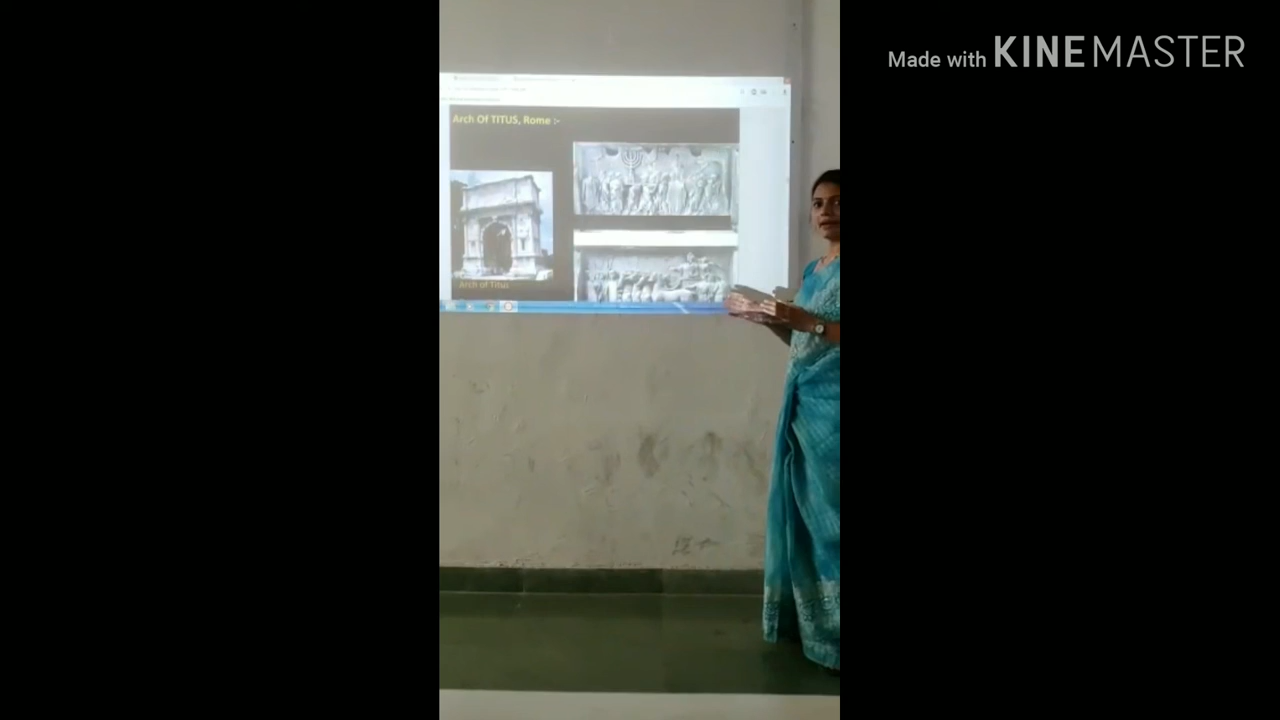 Made with KINEMASTER
Arch Of TITUS, Rome :-
Arch of Titus